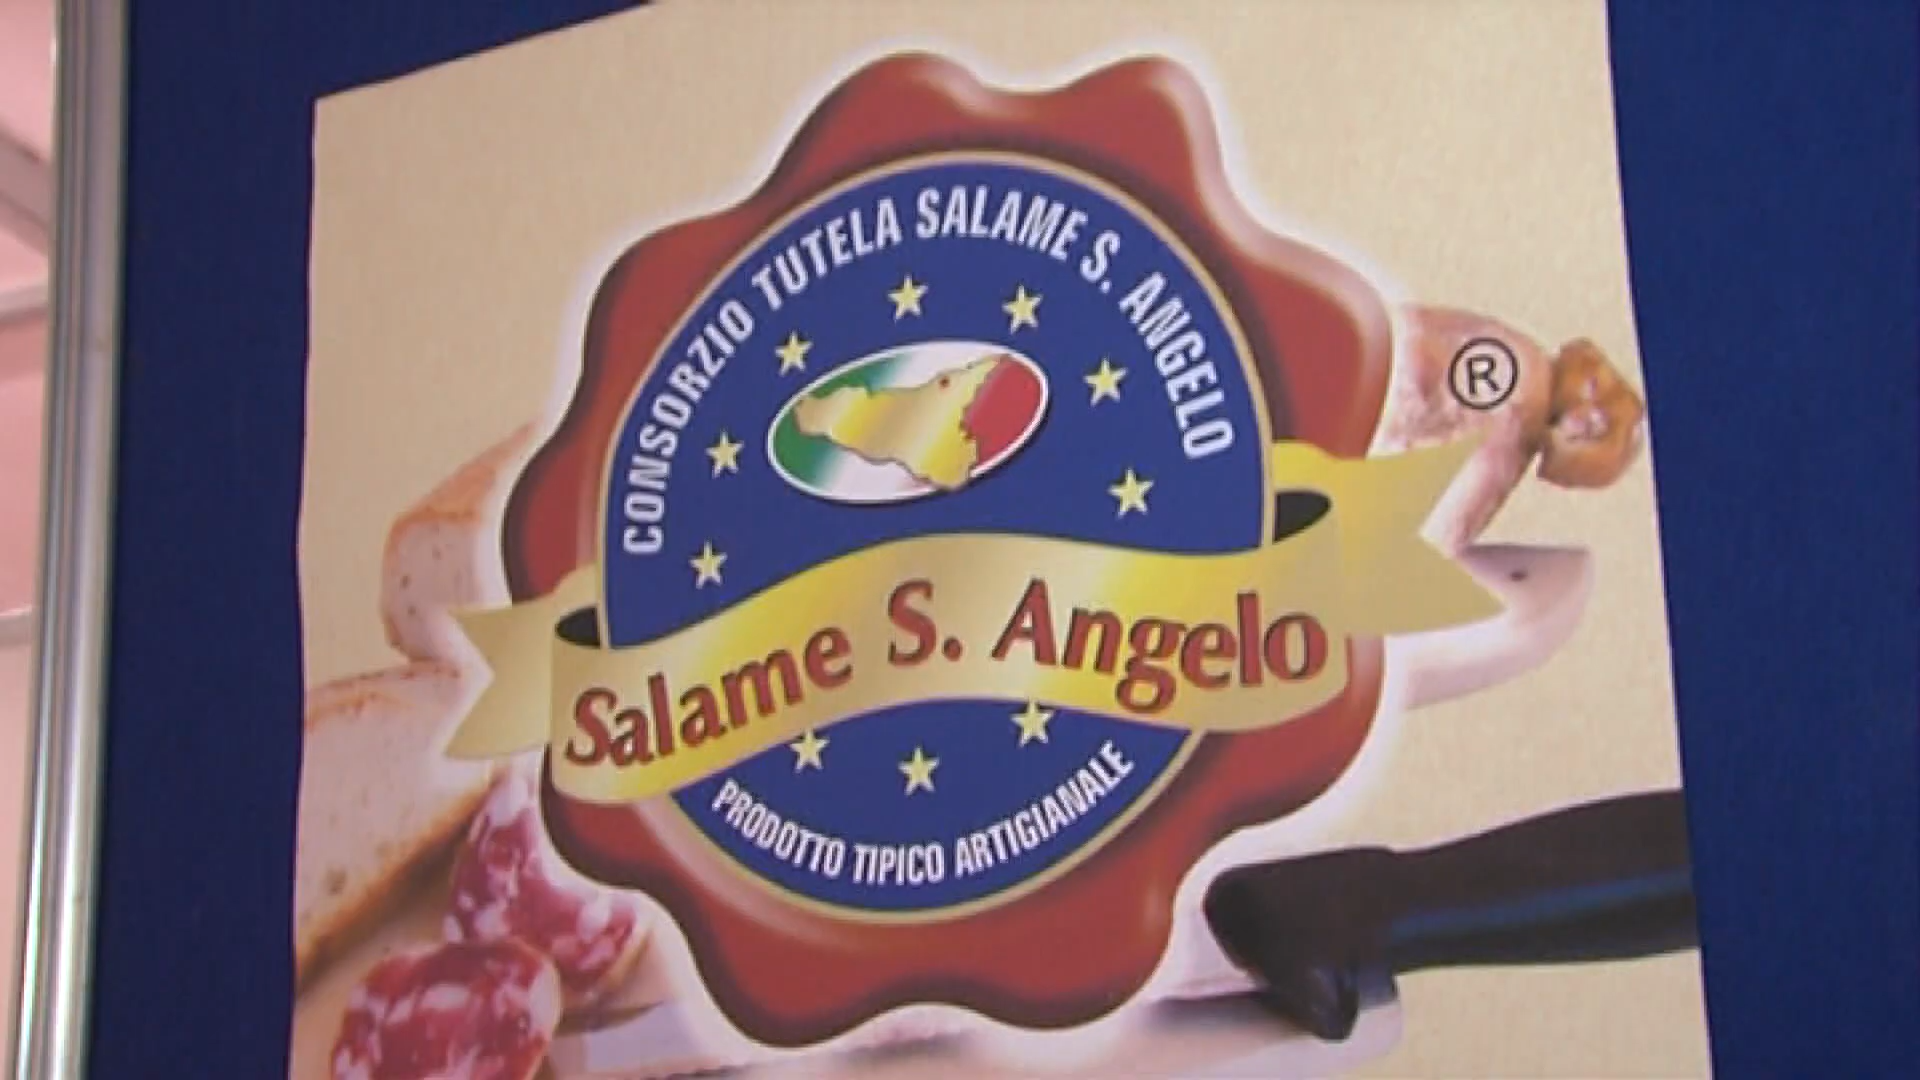 CONSORZIO TUTELA SALAME S. ANGELO
®
Salame S. Angelo
PRODOTTO TIPICO ARTIGIANALE